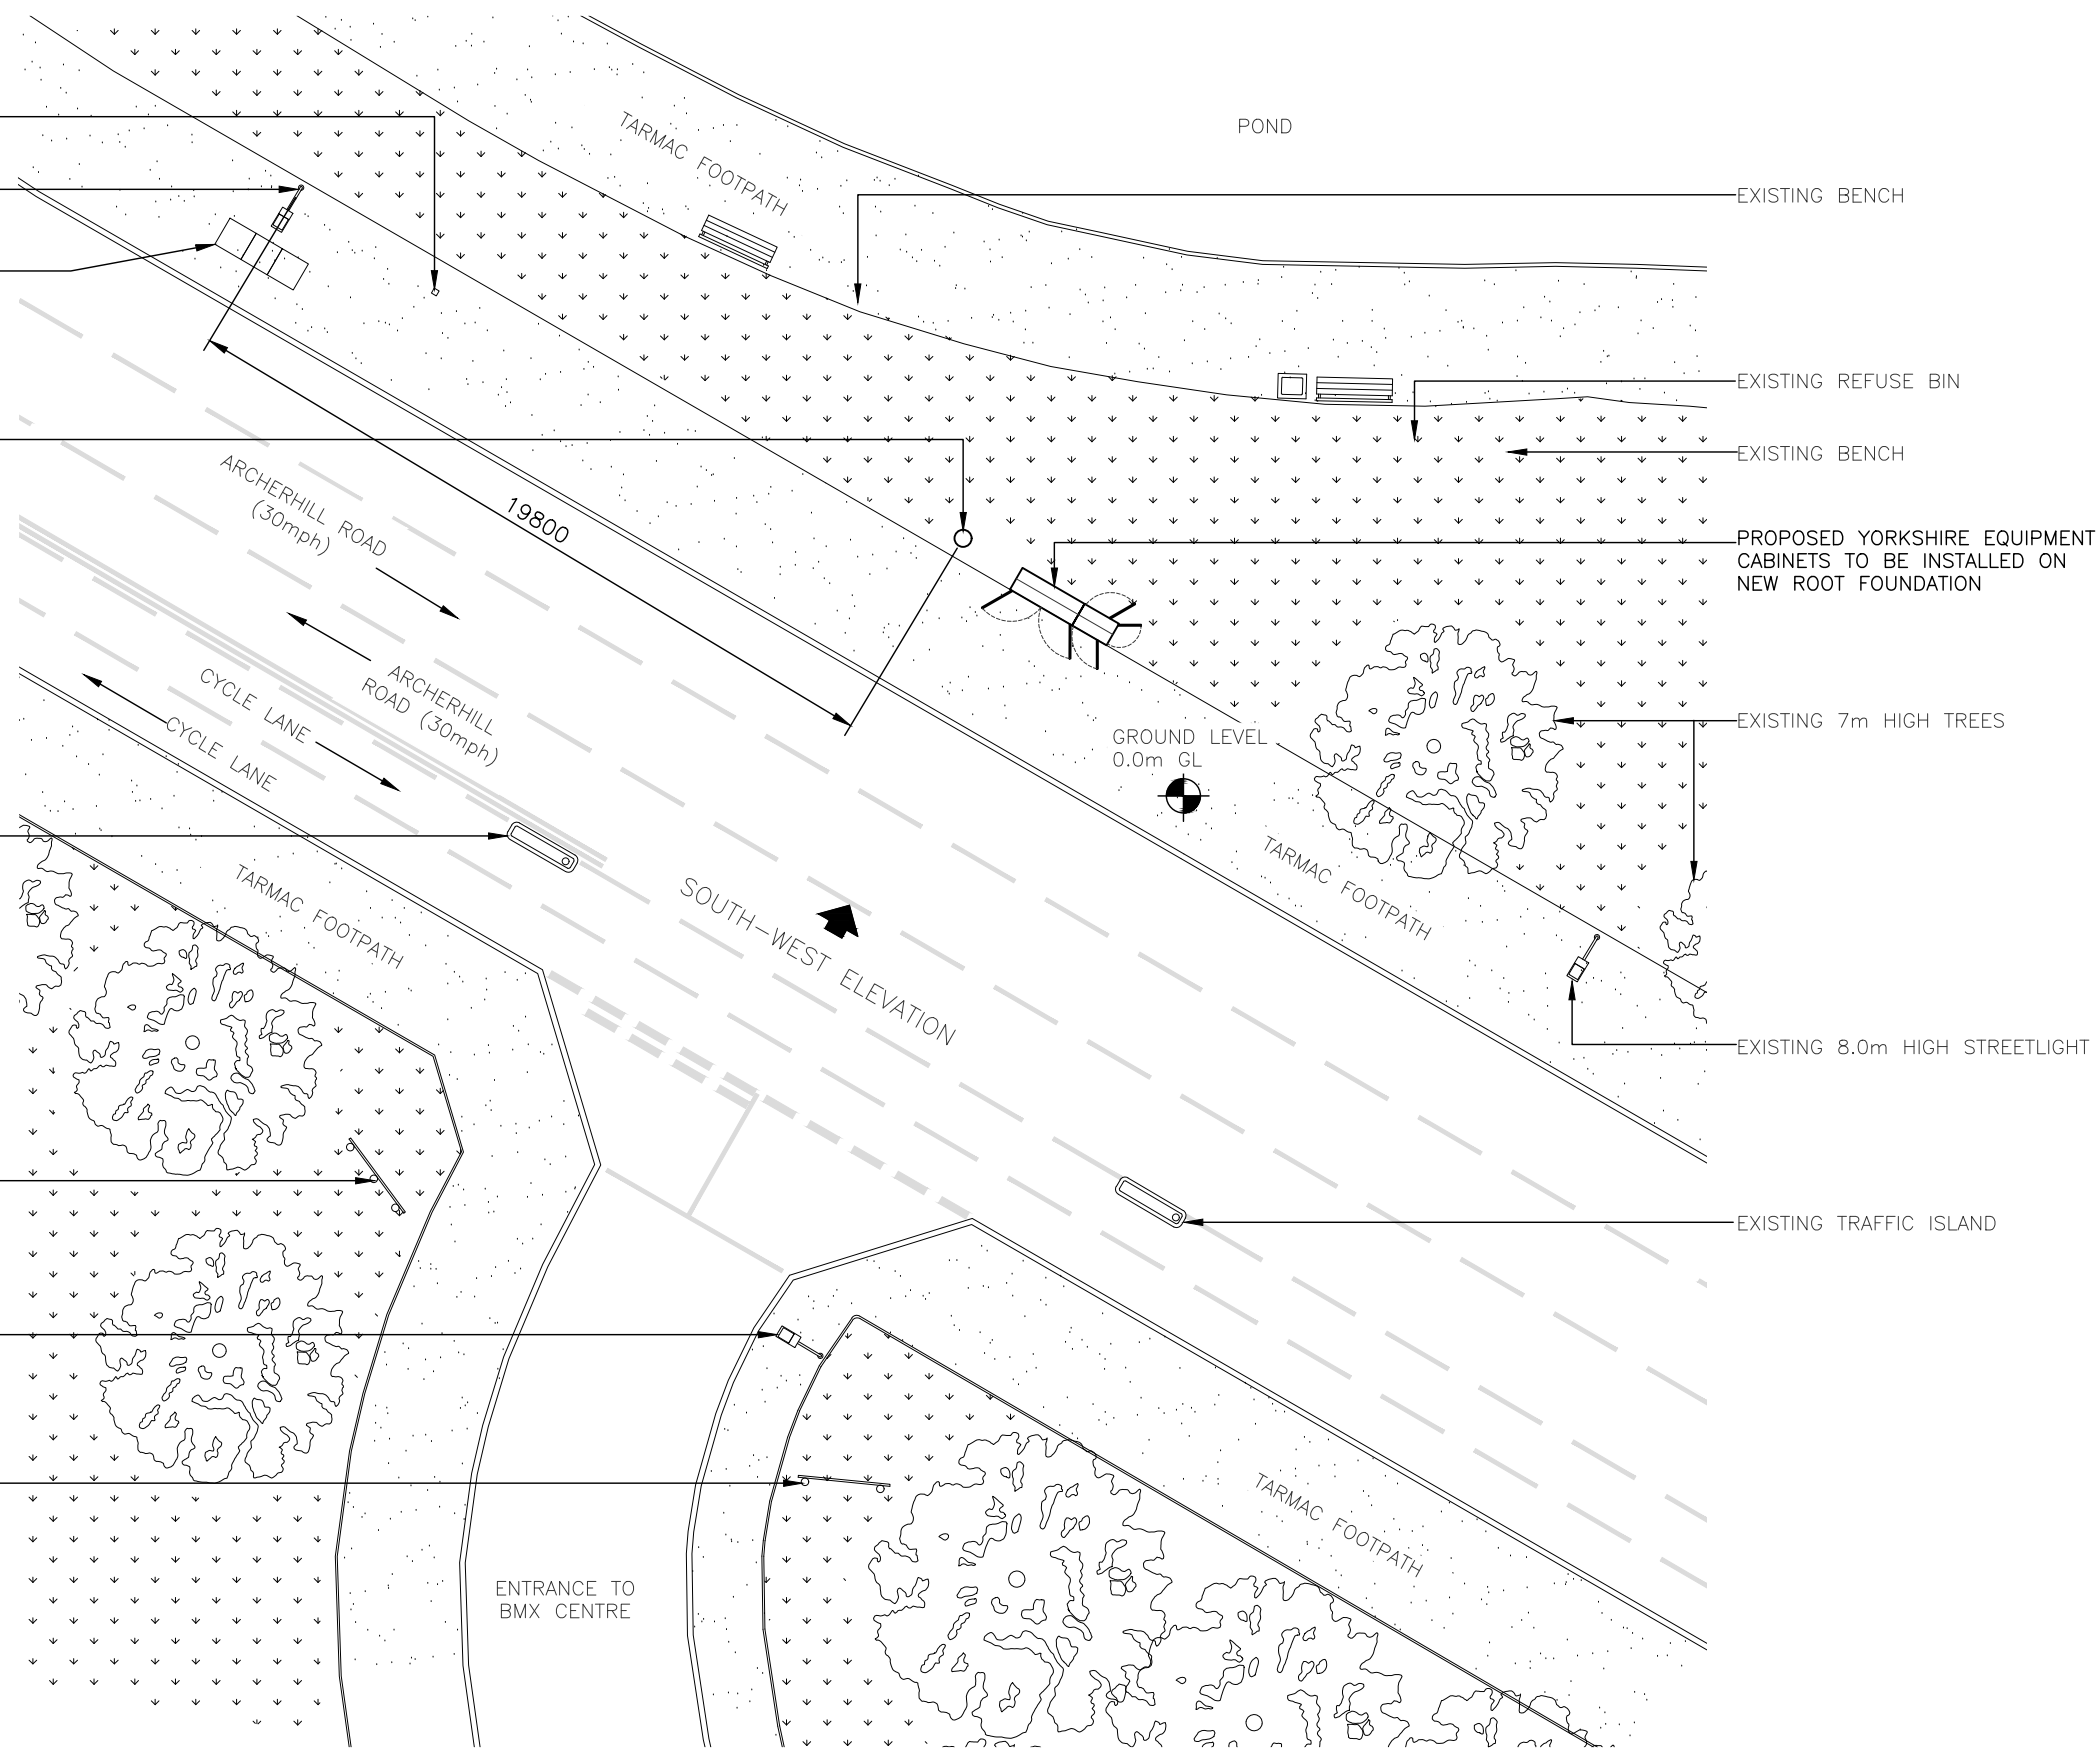 TARMAC FOOTPATH
POND
EXISTING BENCH
EXISTING REFUSE BIN
EXISTING BENCH
ARCHERHILL ROAD
(30mph)
19800
PROPOSED YORKSHIRE EQUIPMENT
CABINETS TO BE INSTALLED ON
NEW ROOT FOUNDATION
ARCHERHILL
ROAD (30mph)
CYCLE LANE
CYCLE LANE
GROUND LEVEL
0.0m GL
EXISTING 7m HIGH TREES
TARMAC FOOTPATH
SOUTH-WEST ELEVATION
TARMAC FOOTPATH
EXISTING 8.0m HIGH STREETLIGHT
EXISTING TRAFFIC ISLAND
TARMAC FOOTPATH
ENTRANCE TO
BMX CENTRE